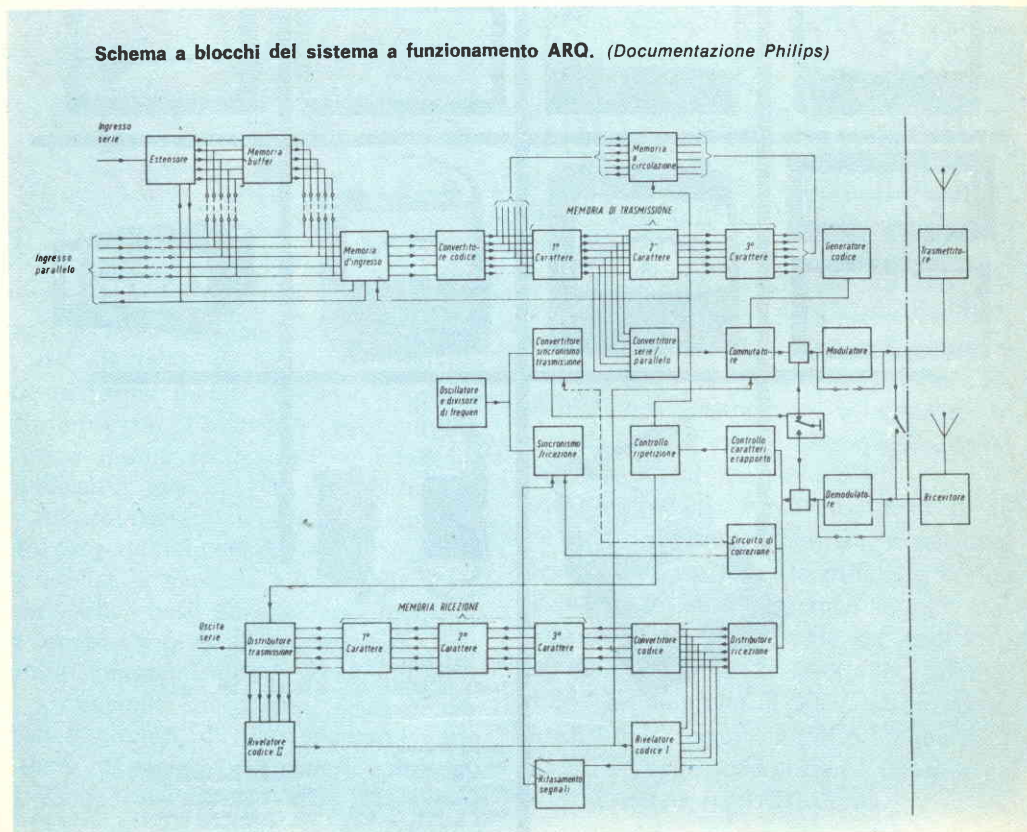 Schema a blocchi del sistema a funzionamento ARQ. (Documentazione Philips)
Ingresso
serie
Estensore
Memoria
buffer
Memoria
a
circolazione
MEMORIA DI TRASMISSIONE
Ingresso
parallelo
Memoria
d'ingresso
Convertito-
re codice
1°
Carattere
2°
Carattere
3°
Carattere
Generatore
codice
Trasmettito-
re
Convertitore
sincronismo
trasmissione
Convertitore
serie/
parallelo
Commutato-
re
Modulatore
Oscillatore
e divisore
di frequen
Sincronismo
/ricezione
Controllo
ripetizione
Controllo
caratteri
e rapporto
Demodulato-
re
Ricevitore
Circuito di
correzione
MEMORIA RICEZIONE
Uscita
serie
Distributore
trasmissione
1°
Carattere
2°
Carattere
3°
Carattere
Convertitore
codice
Distributore
ricezione
Rivelatore
codice II
Rivelatore
codice I
Rifasamento
segnali